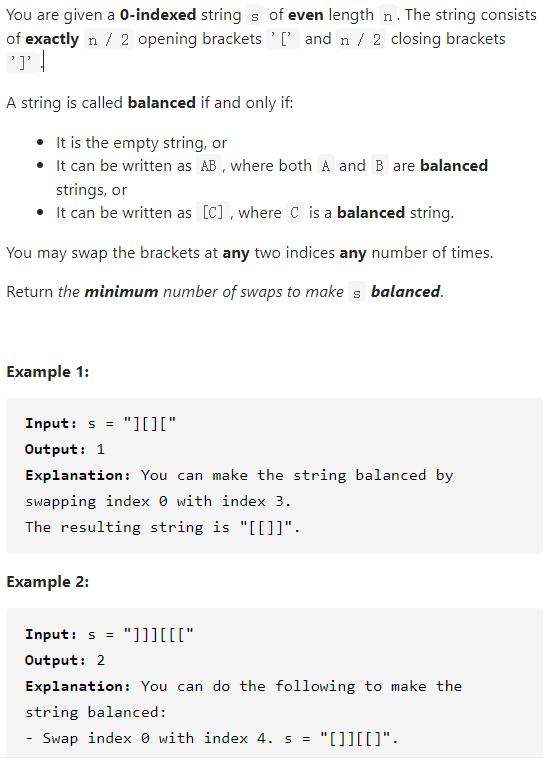 You are given a 0-indexed string s of even length n. The string consists
of exactly n / 2 opening brackets '[' and n / 2 closing brackets
']'.
A string is called balanced if and only if:
• It is the empty string, or
• It can be written as AB, where both A and B are balanced
strings, or
• It can be written as [C], where C is a balanced string.
You may swap the brackets at any two indices any number of times.
Return the minimum number of swaps to make s balanced.
Example 1:
Input: s = "][]["
Output: 1
Explanation: You can make the string balanced by
swapping index 0 with index 3.
The resulting string is "[[]]".
Example 2:
Input: s = "]]][[["
Output: 2
Explanation: You can do the following to make the
string balanced:
- Swap index 0 with index 4. s = "[]][[]".